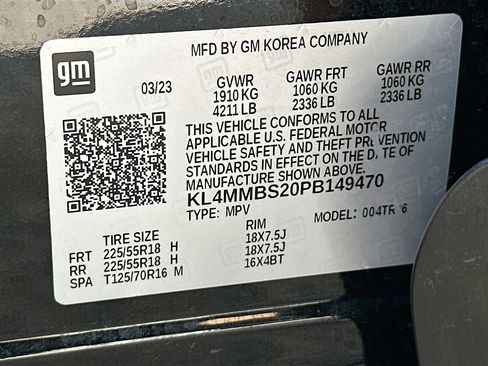 gm
MFD BY GM KOREA COMPANY
03/23 GVWR GAWR FRT GAWR RR
1910 KG 1060 KG 1060 KG
4211 LB 2336 LB 2336 LB
THIS VEHICLE CONFORMS TO ALL
APPLICABLE U.S. FEDERAL MOTOR
VEHICLE SAFETY AND THEFT PREVENTION
STANDARDS IN EFFECT ON THE DATE OF
MANUFACTURE SHOWN ABOVE.
KL4MMBS20PB149470
TYPE: MPV MODEL: 004TR
TIRE SIZE RIM
FRT 225/55R18 H 18X7.5J
RR 225/55R18 H 18X7.5J
SPA T125/70R16 M 16X4BT